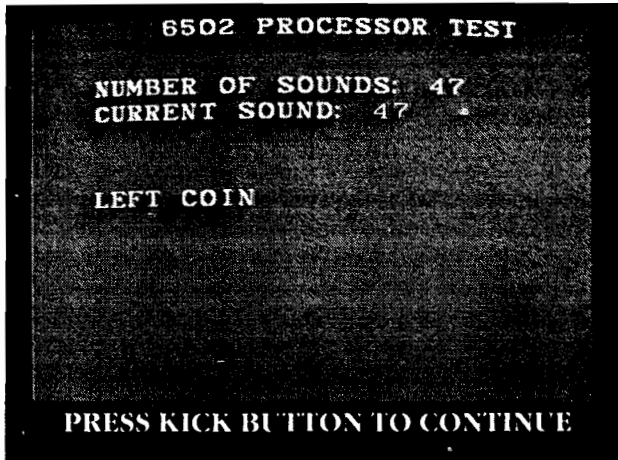 6502 PROCESSOR TEST
NUMBER OF SOUNDS: 47
CURRENT SOUND: 47
LEFT COIN
PRESS KICK BUTTON TO CONTINUE